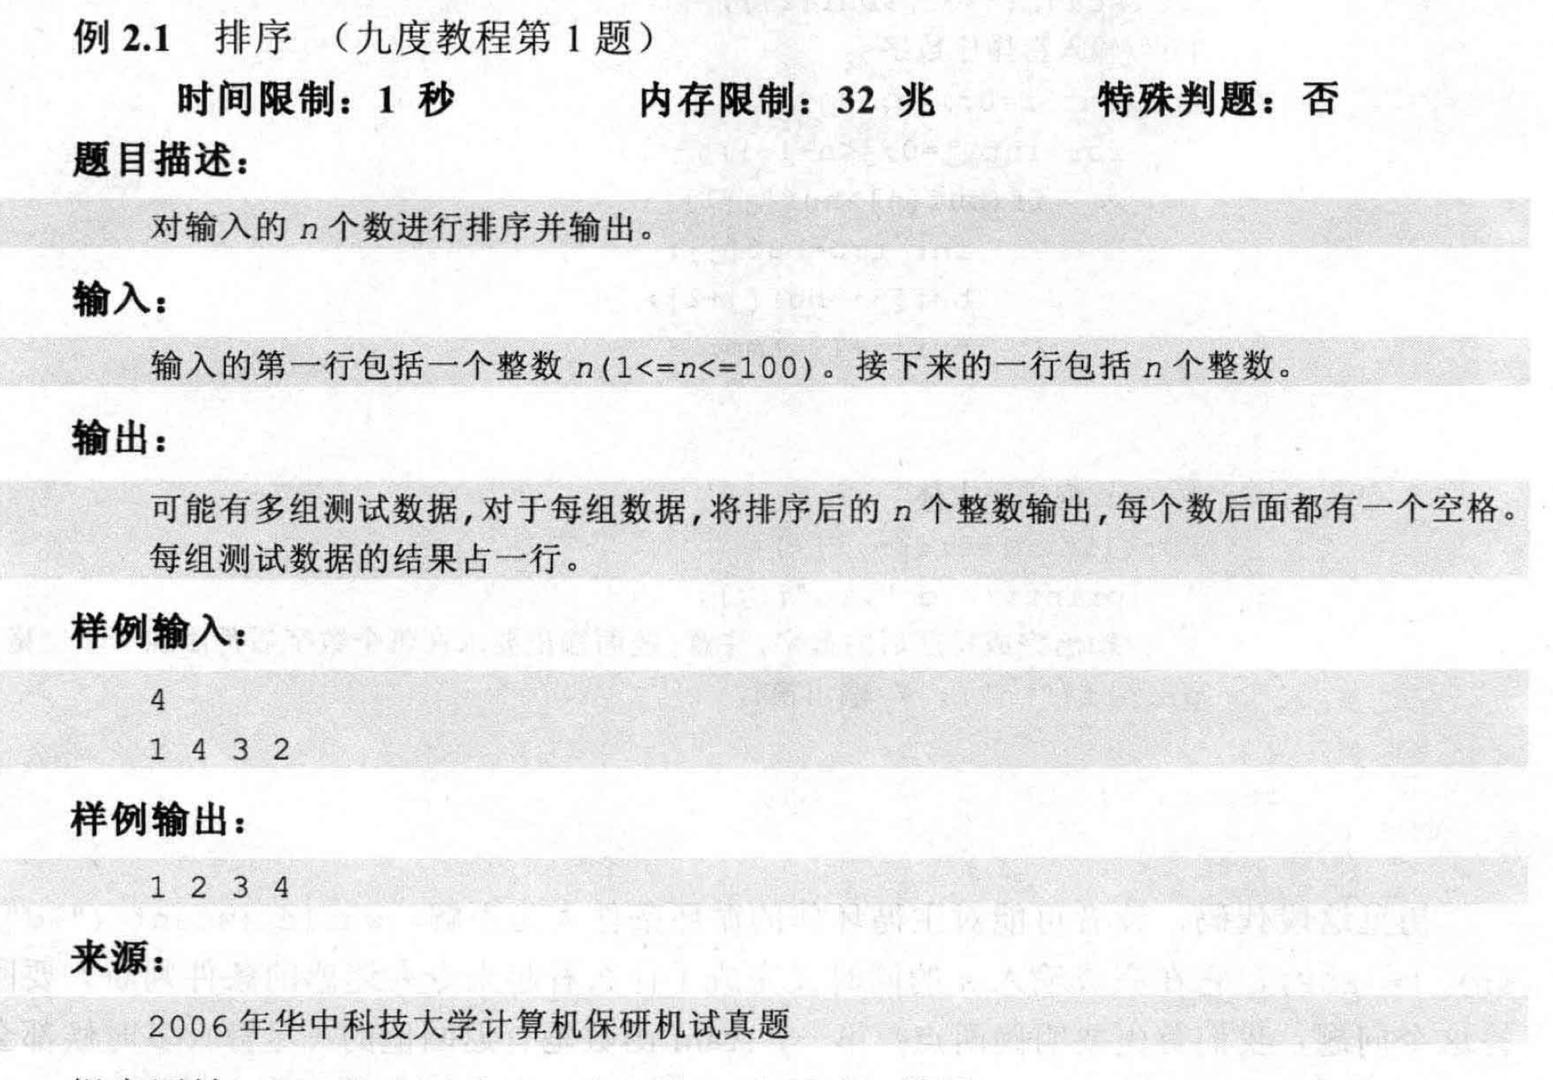 例 2.1 排序 （九度教程第 1 题）
时间限制：1 秒 内存限制：32 兆 特殊判题：否
题目描述：
对输入的 n 个数进行排序并输出。
输入：
输入的第一行包括一个整数 n(1<=n<=100)。接下来的一行包括 n 个整数。
输出：
可能有多组测试数据,对于每组数据,将排序后的 n 个整数输出,每个数后面都有一个空格。
每组测试数据的结果占一行。
样例输入：
4
1 4 3 2
样例输出：
1 2 3 4
来源：
2006 年华中科技大学计算机保研机试真题